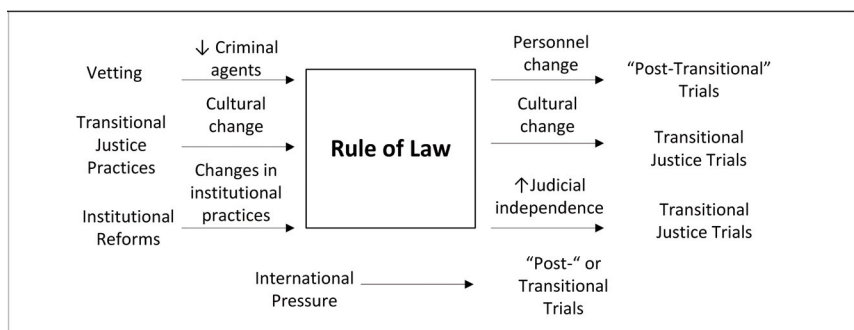 Vetting
↓ Criminal
agents
Transitional
Justice
Practices
Cultural
change
Institutional
Reforms
Changes in
institutional
practices
Rule of Law
Personnel
change
“Post-Transitional”
Trials
Cultural
change
Transitional
Justice Trials
↑Judicial
independence
Transitional
Justice Trials
International
Pressure
“Post-“ or
Transitional
Trials